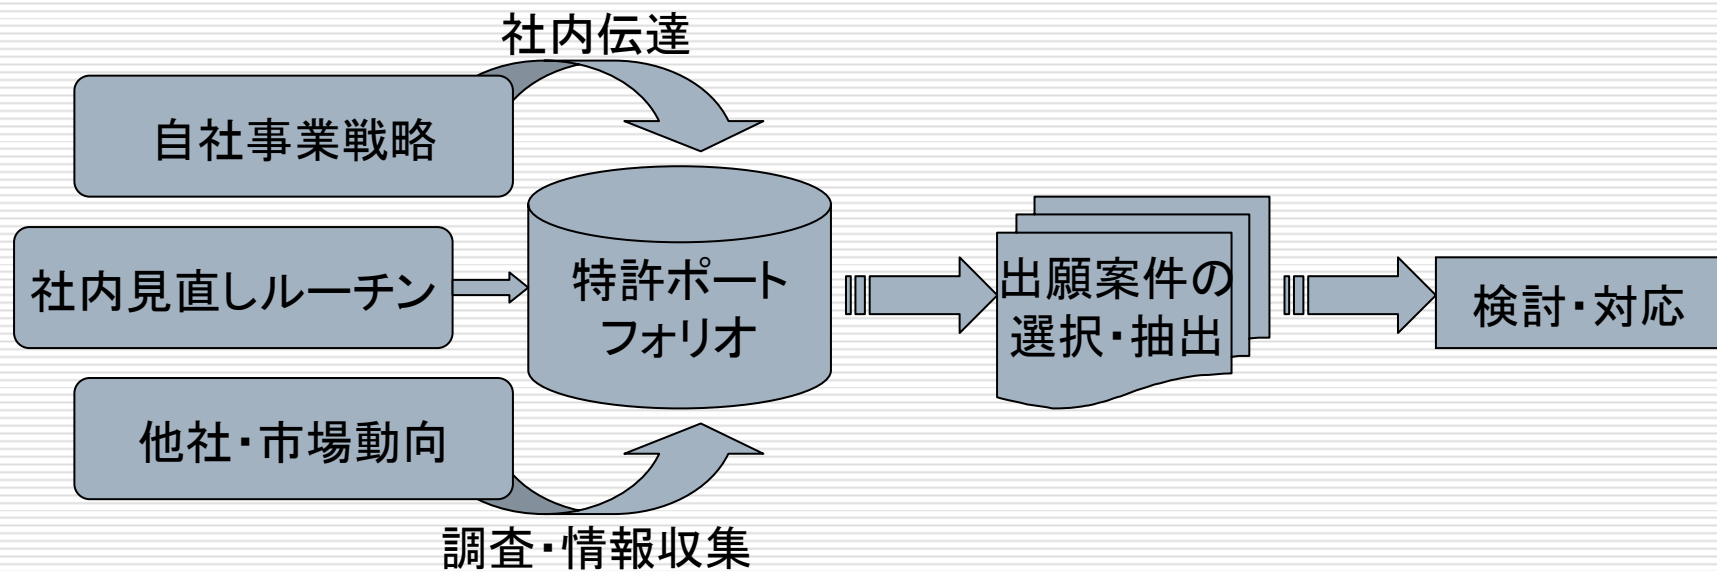 社内伝達
自社事業戦略
社内見直しルーチン
他社・市場動向
調査・情報収集
特許ポート
フォリオ
出願案件の
選択・抽出
検討・対応